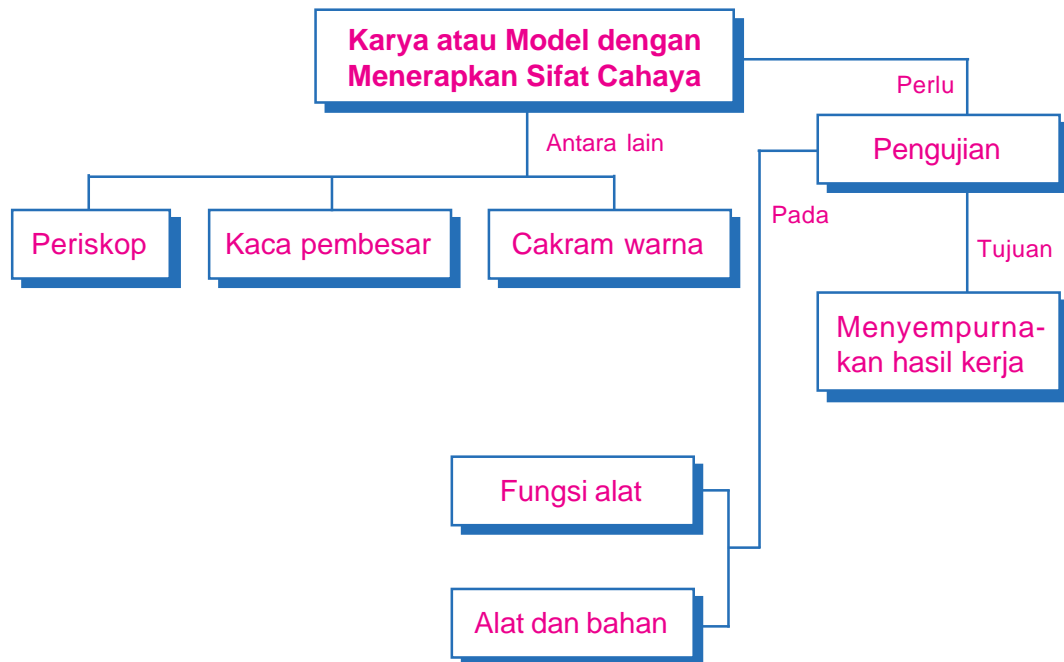 Karya atau Model dengan
Menerapkan Sifat Cahaya
Perlu
Antara lain
Pengujian
Periskop
Kaca pembesar
Cakram warna
Pada
Tujuan
Menyempurna-
kan hasil kerja
Fungsi alat
Alat dan bahan